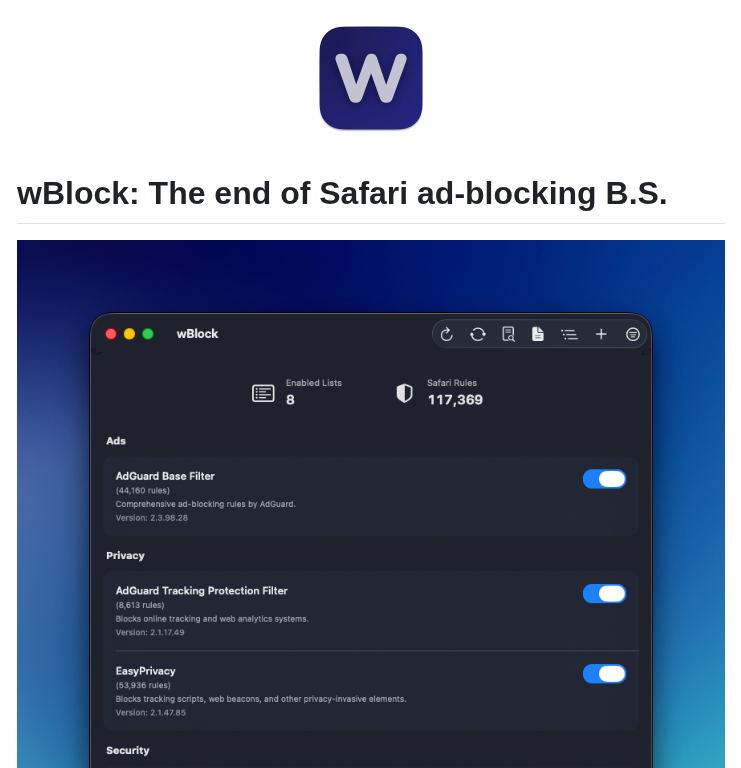 W
wBlock: The end of Safari ad-blocking B.S.
wBlock
Enabled Lists
8
Safari Rules
117,369
Ads
AdGuard Base Filter
(44,160 rules)
Comprehensive ad-blocking rules by AdGuard.
Version: 2.3.98.28
Privacy
AdGuard Tracking Protection Filter
(8,613 rules)
Blocks online tracking and web analytics systems.
Version: 2.1.17.49
EasyPrivacy
(53,936 rules)
Blocks tracking scripts, web beacons, and other privacy-invasive elements.
Version: 2.1.47.85
Security